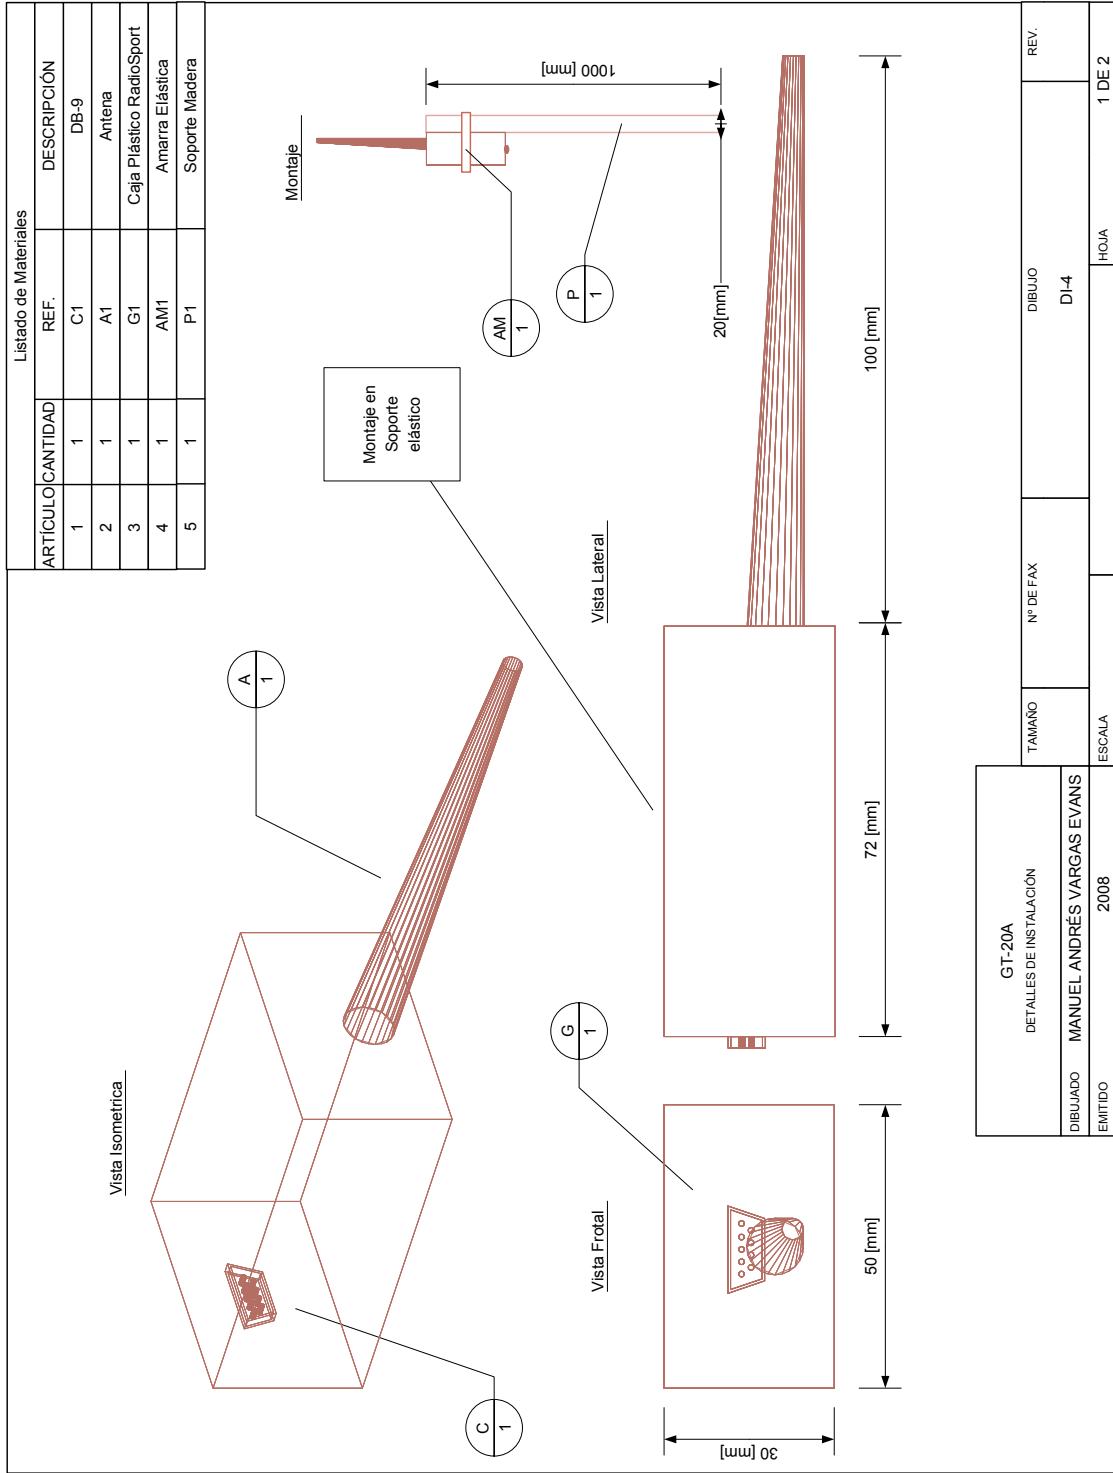 Listado de Materiales
ARTÍCULO CANTIDAD REF. DESCRIPCIÓN
1 1 C1 DB-9
2 1 A1 Antena
3 1 G1 Caja Plástico RadioSport
4 1 AM1 Amarra Elástica
5 1 P1 Soporte Madera
Vista Isometrica
A
1
C
1
Montaje
1000 [mm]
AM
1
P
1
20[mm]
Montaje en
Soporte
elástico
Vista Frotal
G
1
30 [mm]
50 [mm]
Vista Lateral
72 [mm]
100 [mm]
GT-20A
DETALLES DE INSTALACIÓN
DIBUJADO MANUEL ANDRÉS VARGAS EVANS
EMITIDO 2008
TAMAÑO
Nº DE FAX
DIBUJO
DI-4
REV.
ESCALA
HOJA 1 DE 2